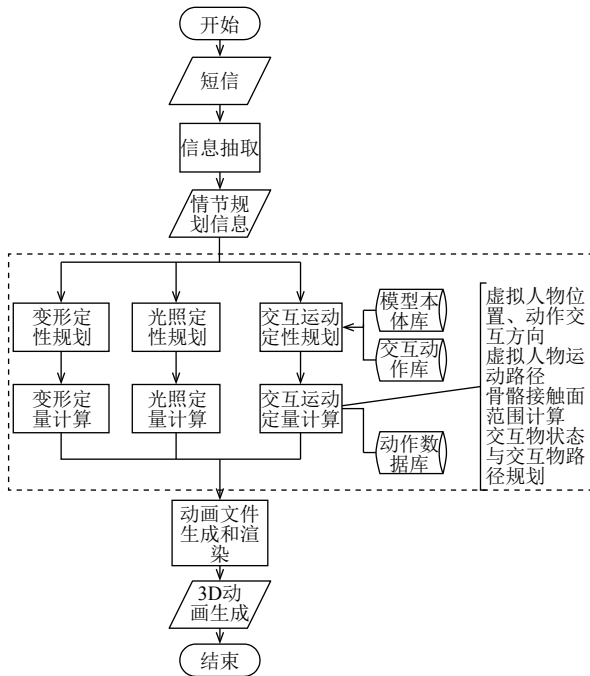 开始
短信
信息抽取
情节规
划信息
变形定
性规划
光照定
性规划
交互运动
定性规划
模型本
体库
交互动
作库
变形定
量计算
光照定
量计算
交互运动
定量计算
动作数
据库
虚拟人物位
置、动作交
互方向
虚拟人物运
动路径
骨骼接触面
范围计算
交互物状态
与交互物路
径规划
动画文件
生成和渲
染
3D动
画生成
结束